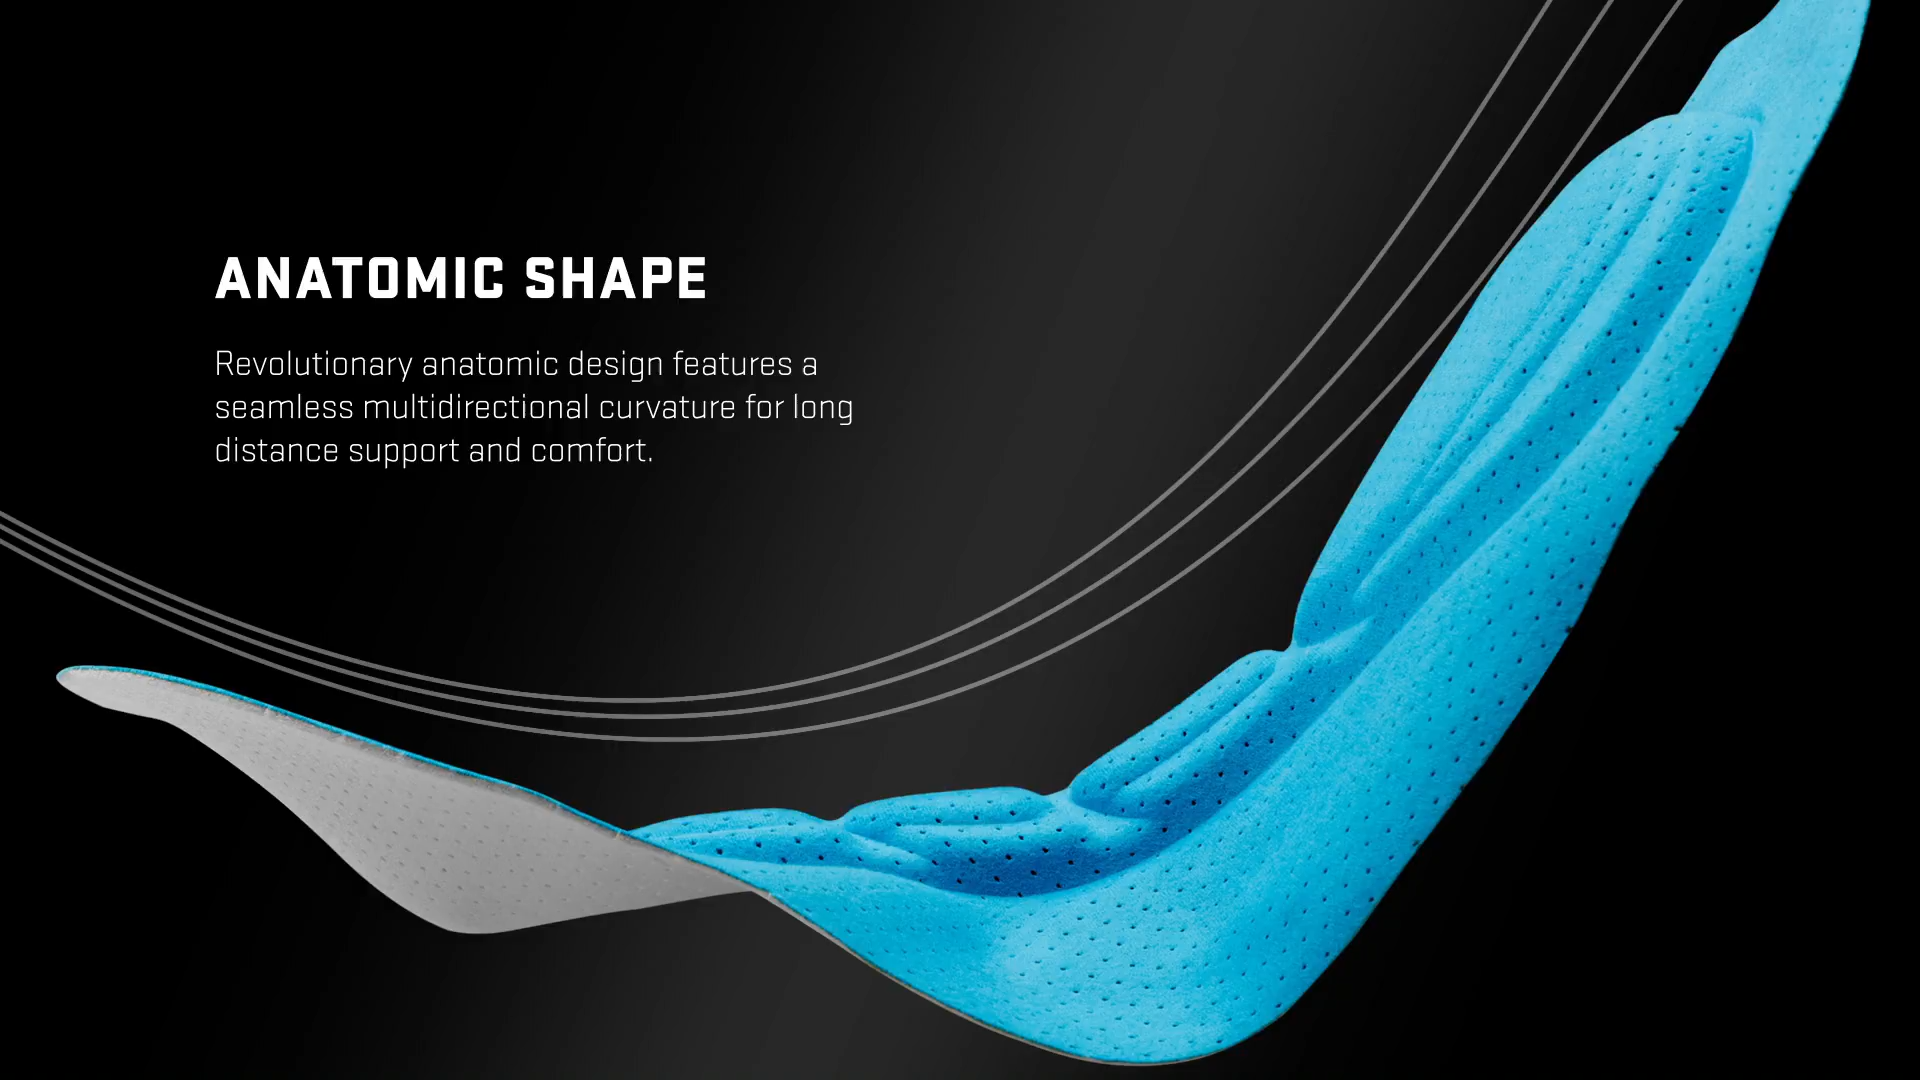 ANATOMIC SHAPE
Revolutionary anatomic design features a
seamless multidirectional curvature for long
distance support and comfort.